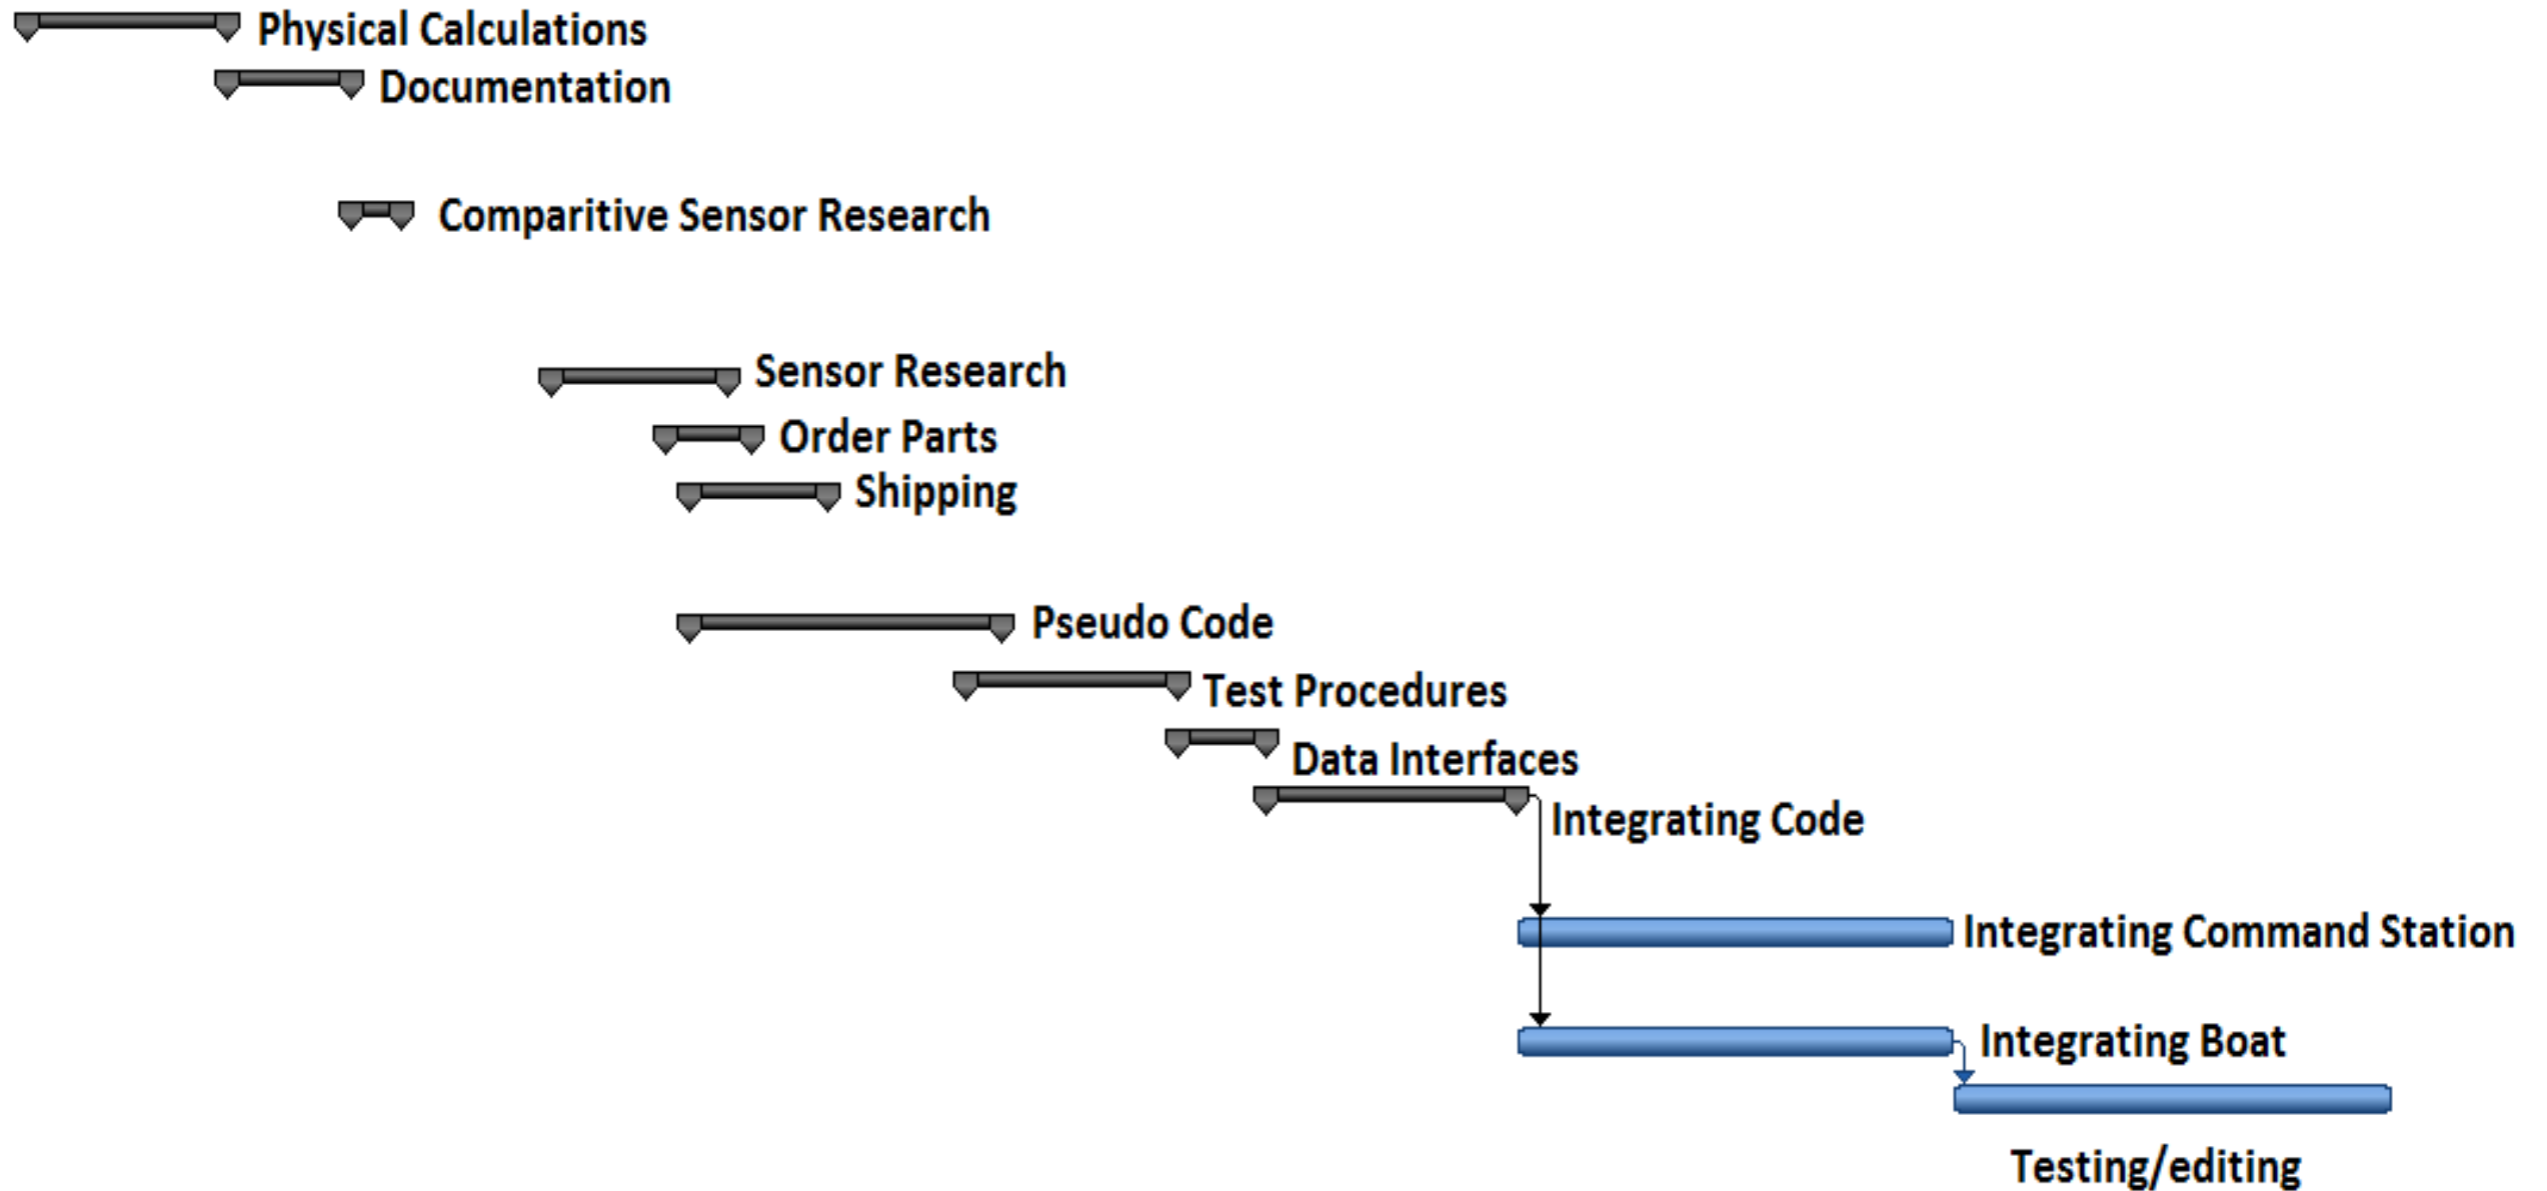 Physical Calculations
Documentation
Comparitive Sensor Research
Sensor Research
Order Parts
Shipping
Pseudo Code
Test Procedures
Data Interfaces
Integrating Code
Integrating Command Station
Integrating Boat
Testing/editing